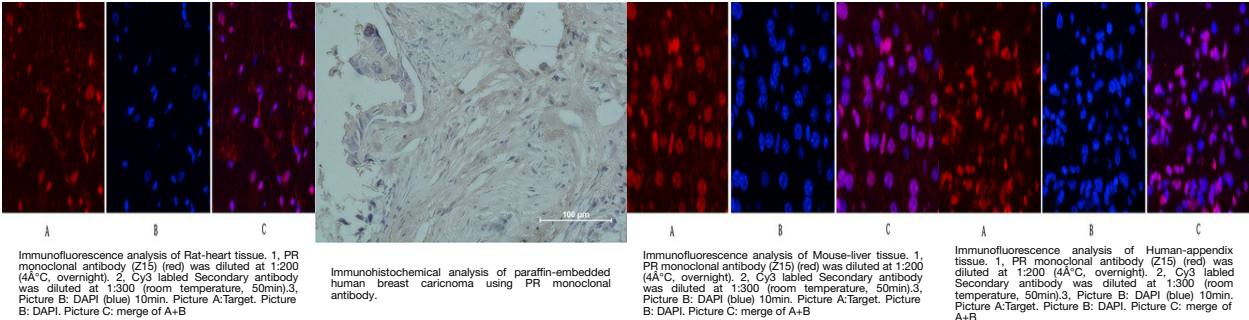 100 µm
A B C
Immunofluorescence analysis of Rat-heart tissue. 1, PR
monoclonal antibody (Z15) (red) was diluted at 1:200
(4Â°C, overnight). 2, Cy3 labled Secondary antibody
was diluted at 1:300 (room temperature, 50min).3,
Picture B: DAPI (blue) 10min. Picture A:Target. Picture
B: DAPI. Picture C: merge of A+B
Immunohistochemical analysis of paraffin-embedded
human breast caricnoma using PR monoclonal
antibody.
A B C
Immunofluorescence analysis of Mouse-liver tissue. 1,
PR monoclonal antibody (Z15) (red) was diluted at 1:200
(4Â°C, overnight). 2, Cy3 labled Secondary antibody
was diluted at 1:300 (room temperature, 50min).3,
Picture B: DAPI (blue) 10min. Picture A:Target. Picture
B: DAPI. Picture C: merge of A+B
A B C
Immunofluorescence analysis of Human-appendix
tissue. 1, PR monoclonal antibody (Z15) (red) was
diluted at 1:200 (4Â°C, overnight). 2, Cy3 labled
Secondary antibody was diluted at 1:300 (room
temperature, 50min).3, Picture B: DAPI (blue) 10min.
Picture A:Target. Picture B: DAPI. Picture C: merge of
A+B